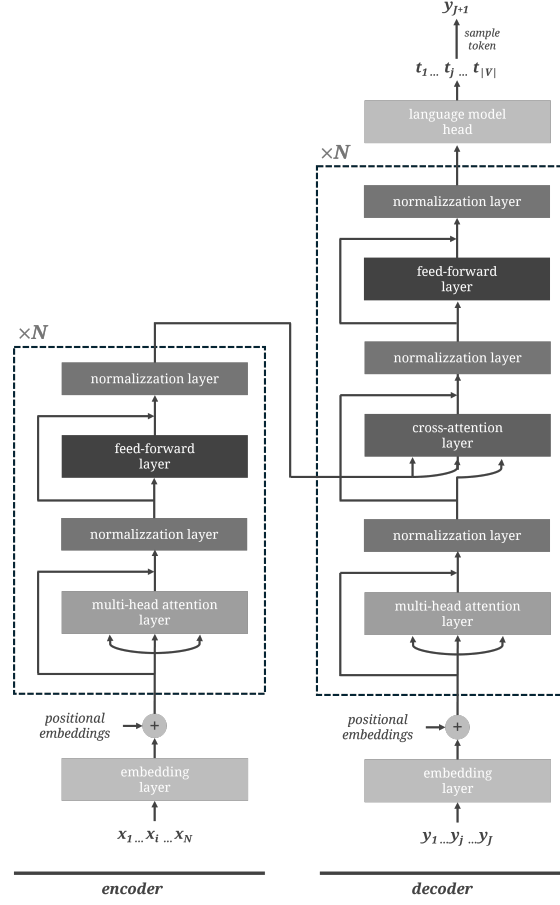 y_{J+1}
sample
token
t_1 ... t_j ... t_{|V|}
language model
head
×N
normalizzation layer
feed-forward
layer
normalizzation layer
cross-attention
layer
normalizzation layer
multi-head attention
layer
positional
embeddings
+
embedding
layer
y_1 ... y_j ... y_J
decoder
×N
normalizzation layer
feed-forward
layer
normalizzation layer
multi-head attention
layer
positional
embeddings
+
embedding
layer
x_1 ... x_i ... x_N
encoder